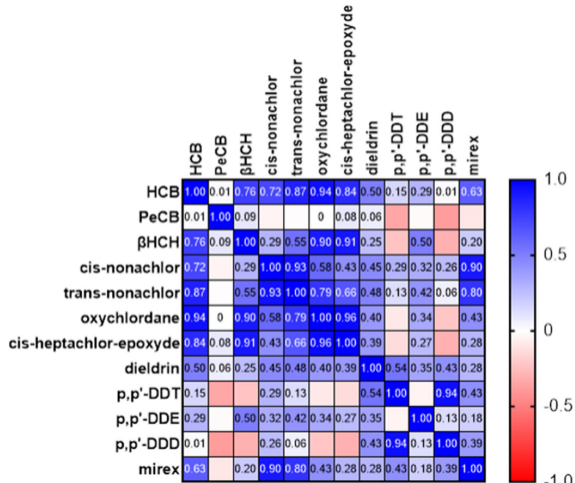 HCB PeCB βHCH cis-nonachlor trans-nonachlor oxychlordane cis-heptachlor-epoxyde dieldrin p,p'-DDT p,p'-DDE p,p'-DDD mirex
HCB 1.00 0.01 0.76 0.72 0.87 0.94 0.84 0.50 0.15 0.29 0.01 0.63
PeCB 0.01 1.00 0.09 0 0.08 0.06
βHCH 0.76 0.09 1.00 0.29 0.55 0.90 0.91 0.25 0.50 0.20
cis-nonachlor 0.72 0.29 1.00 0.93 0.58 0.43 0.45 0.29 0.32 0.26 0.90
trans-nonachlor 0.87 0.55 0.93 1.00 0.79 0.66 0.48 0.13 0.42 0.06 0.80
oxychlordane 0.94 0 0.90 0.58 0.79 1.00 0.96 0.40 0.34 0.43
cis-heptachlor-epoxyde 0.84 0.08 0.91 0.43 0.66 0.96 1.00 0.39 0.27 0.28
dieldrin 0.50 0.06 0.25 0.45 0.48 0.40 0.39 1.00 0.54 0.35 0.43 0.28
p,p'-DDT 0.15 0.29 0.13 0.54 1.00 0.94 0.43
p,p'-DDE 0.29 0.50 0.32 0.42 0.34 0.27 0.35 1.00 0.13 0.18
p,p'-DDD 0.01 0.26 0.06 0.43 0.94 0.13 1.00 0.39
mirex 0.63 0.20 0.90 0.80 0.43 0.28 0.28 0.43 0.18 0.39 1.00
1.0
0.5
0
-0.5
-1.0